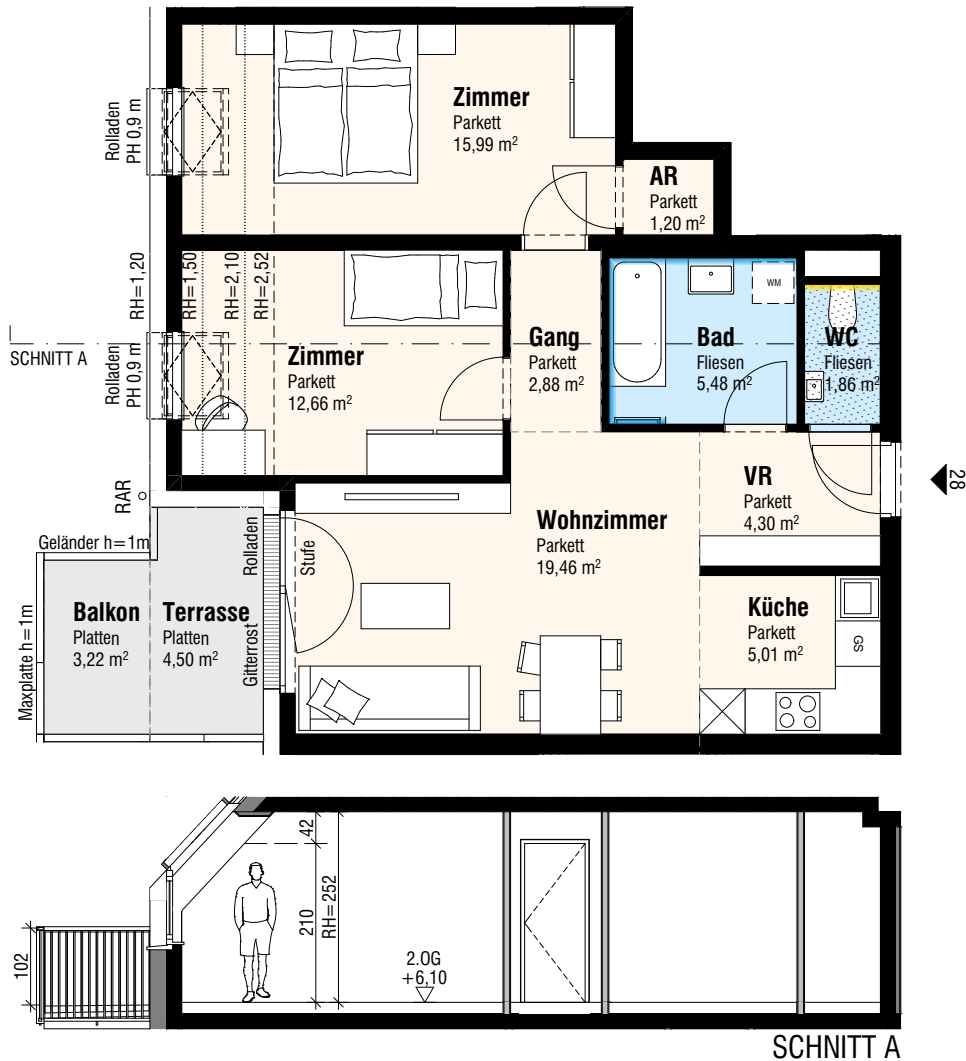 Zimmer
Parkett
15,99 m²
Rolladen
PH 0,9 m
AR
Parkett
1,20 m²
RH=1,20
RH=1,50
RH=2,10
RH=2,52
WM
SCHNITT A
Rolladen
PH 0,9 m
Zimmer
Parkett
12,66 m²
Gang
Parkett
2,88 m²
Bad
Fliesen
5,48 m²
WC
Fliesen
1,86 m²
RAR
VR
Parkett
4,30 m²
28
Wohnzimmer
Parkett
19,46 m²
Geländer h=1m
Rolladen
Stufe
Balkon
Platten
3,22 m²
Terrasse
Platten
4,50 m²
Gitterrost
Maxplatte h=1m
Küche
Parkett
5,01 m²
GS
42
210
RH=252
102
2.OG
+6,10
SCHNITT A